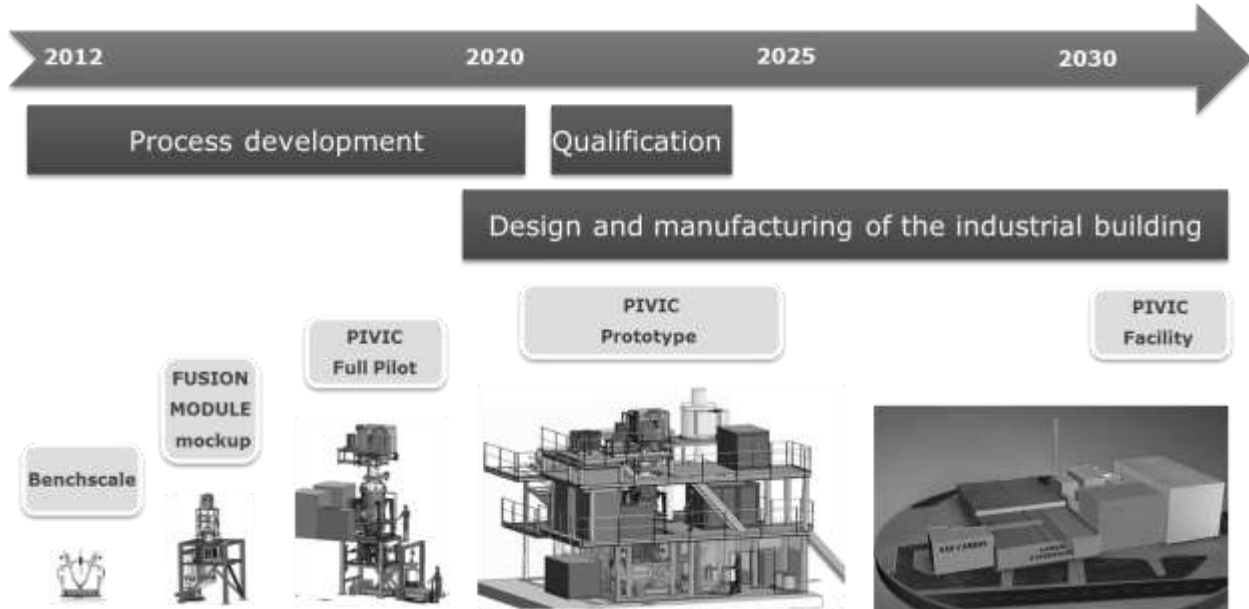 2012 2020 2025 2030
Process development
Qualification
Design and manufacturing of the industrial building
PIVIC
Prototype
PIVIC
Facility
PIVIC
Full Pilot
FUSION
MODULE
mockup
Benchscale